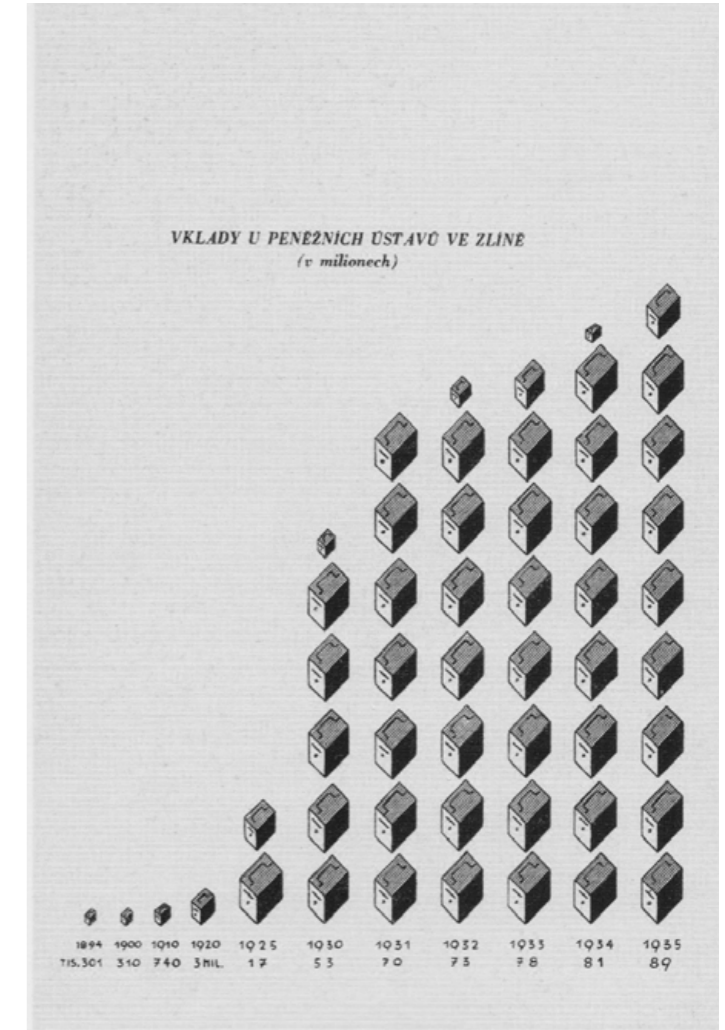 VKLADY U PENĚŽNÍCH ÚSTAVŮ VE ZLÍNĚ
(v milionech)
1894 1900 1910 1920 1925 1930 1931 1932 1933 1934 1935
TIS.301 310 740 3MIL. 17 53 70 73 78 81 89